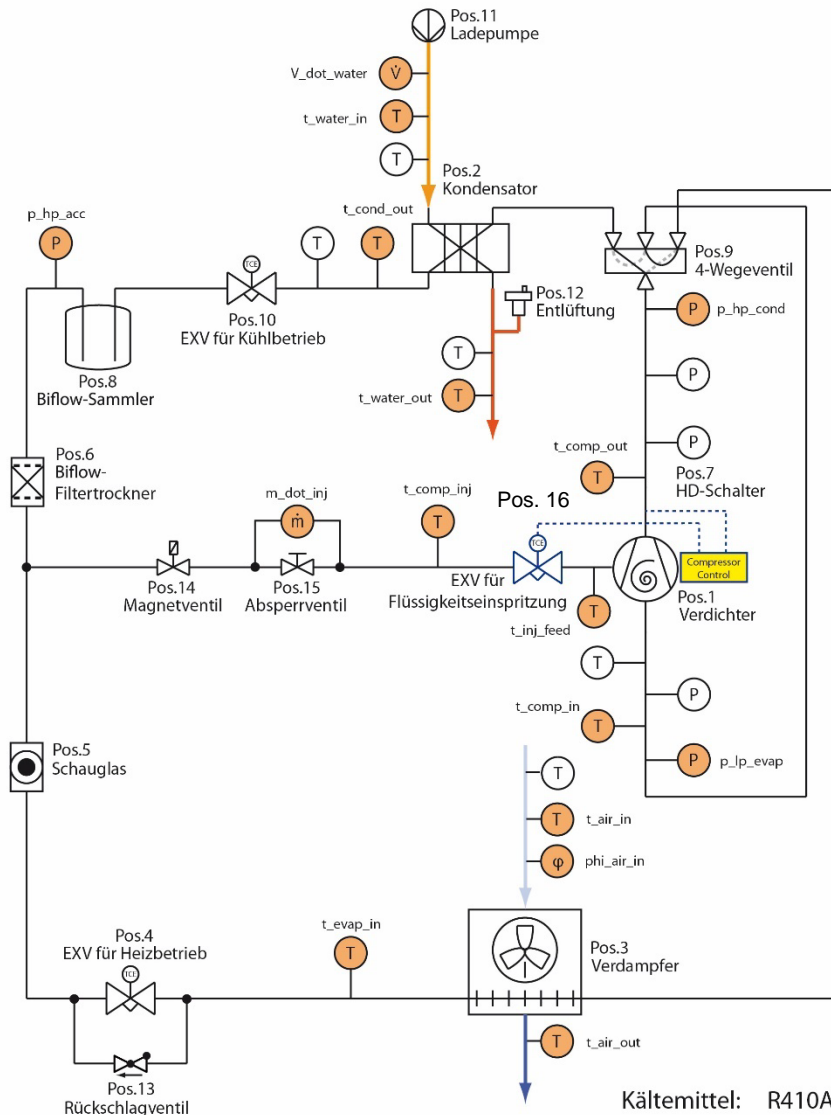 Pos.11
Ladepumpe
V_dot_water
V̇
t_water_in
T
T
Pos.2
Kondensator
p_hp_acc
P
t_cond_out
T
T
TCE
Pos.10
EXV für Kühlbetrieb
Pos.9
4-Wegeventil
Pos.12
Entlüftung
P
p_hp_cond
Pos.8
Biflow-Sammler
T
t_water_out
T
P
P
t_comp_out
T
Pos.7
HD-Schalter
Pos.6
Biflow-
Filtertrockner
m_dot_inj
ṁ
t_comp_inj
T
Pos. 16
TCE
Pos.14
Magnetventil
Pos.15
Absperrventil
EXV für
Flüssigkeitseinspritzung
Compressor
Control
Pos.1
Verdichter
T
t_inj_feed
T
P
t_comp_in
T
P
p_lp_evap
Pos.5
Schauglas
T
T
t_air_in
φ
phi_air_in
Pos.4
EXV für Heizbetrieb
TCE
t_evap_in
T
Pos.3
Verdampfer
T
t_air_out
Pos.13
Rückschlagventil
Kältemittel: R410A